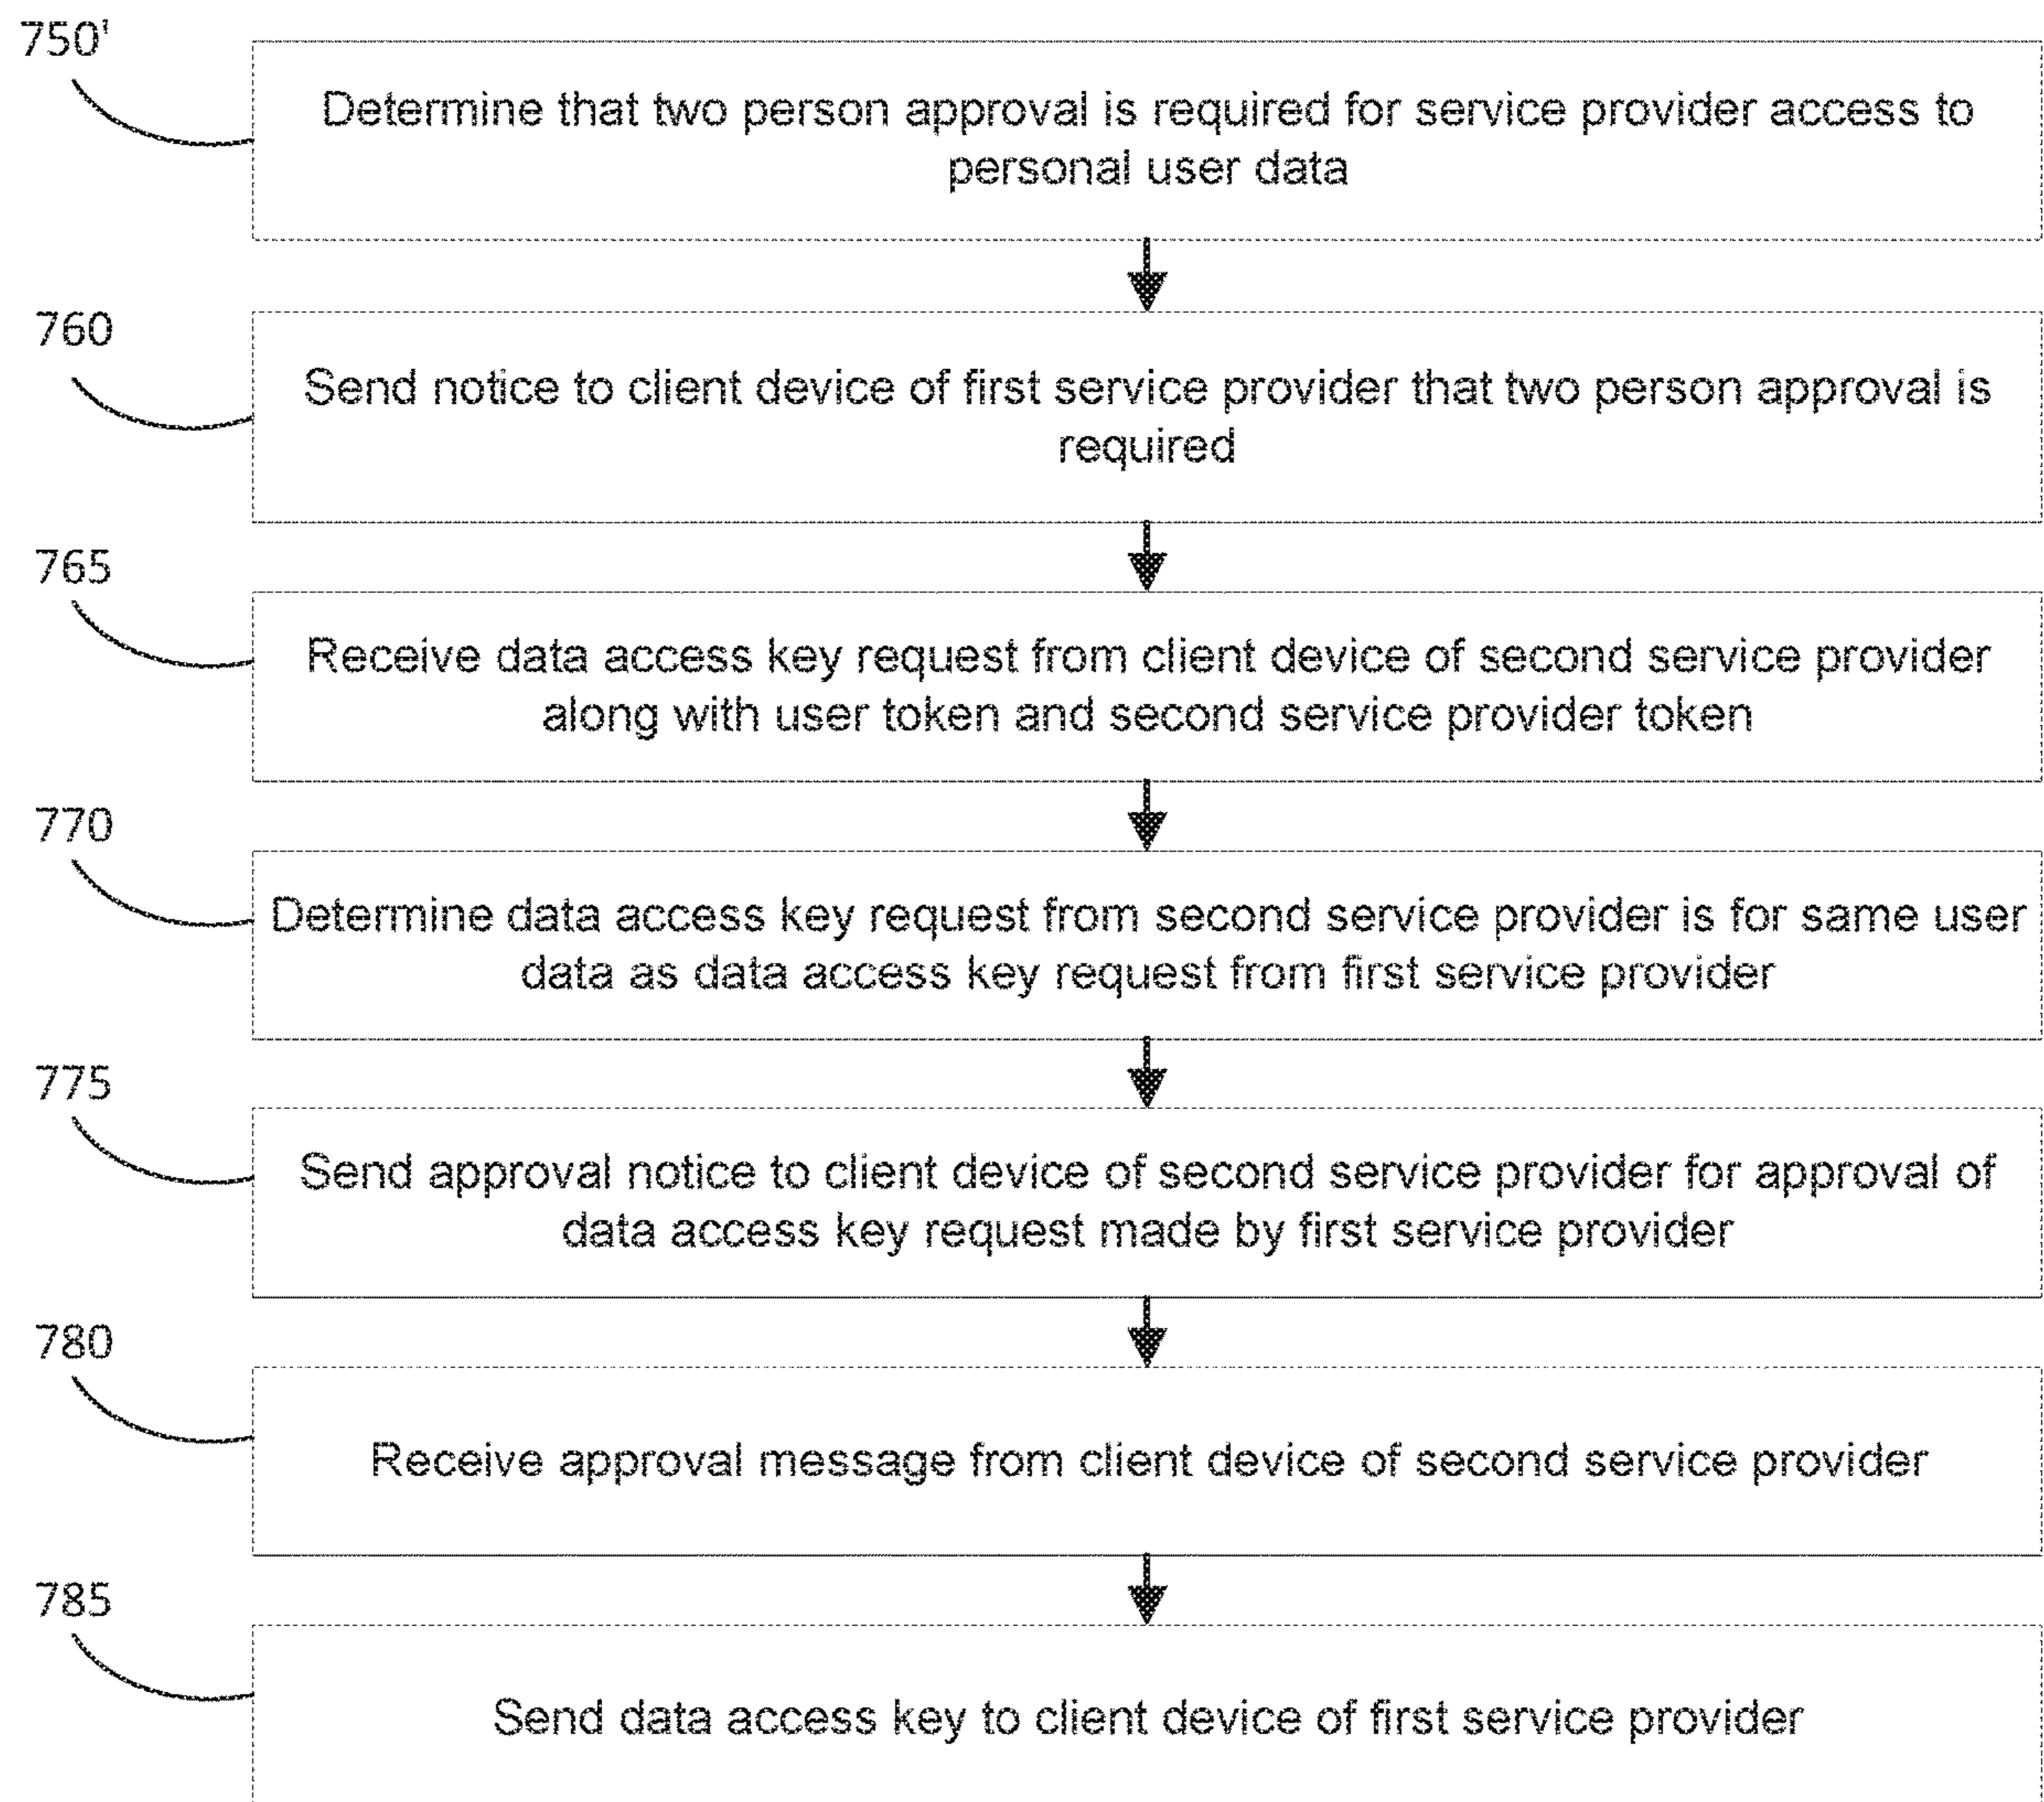 750'
Determine that two person approval is required for service provider access to
personal user data
760
Send notice to client device of first service provider that two person approval is
required
765
Receive data access key request from client device of second service provider
along with user token and second service provider token
770
Determine data access key request from second service provider is for same user
data as data access key request from first service provider
775
Send approval notice to client device of second service provider for approval of
data access key request made by first service provider
780
Receive approval message from client device of second service provider
785
Send data access key to client device of first service provider